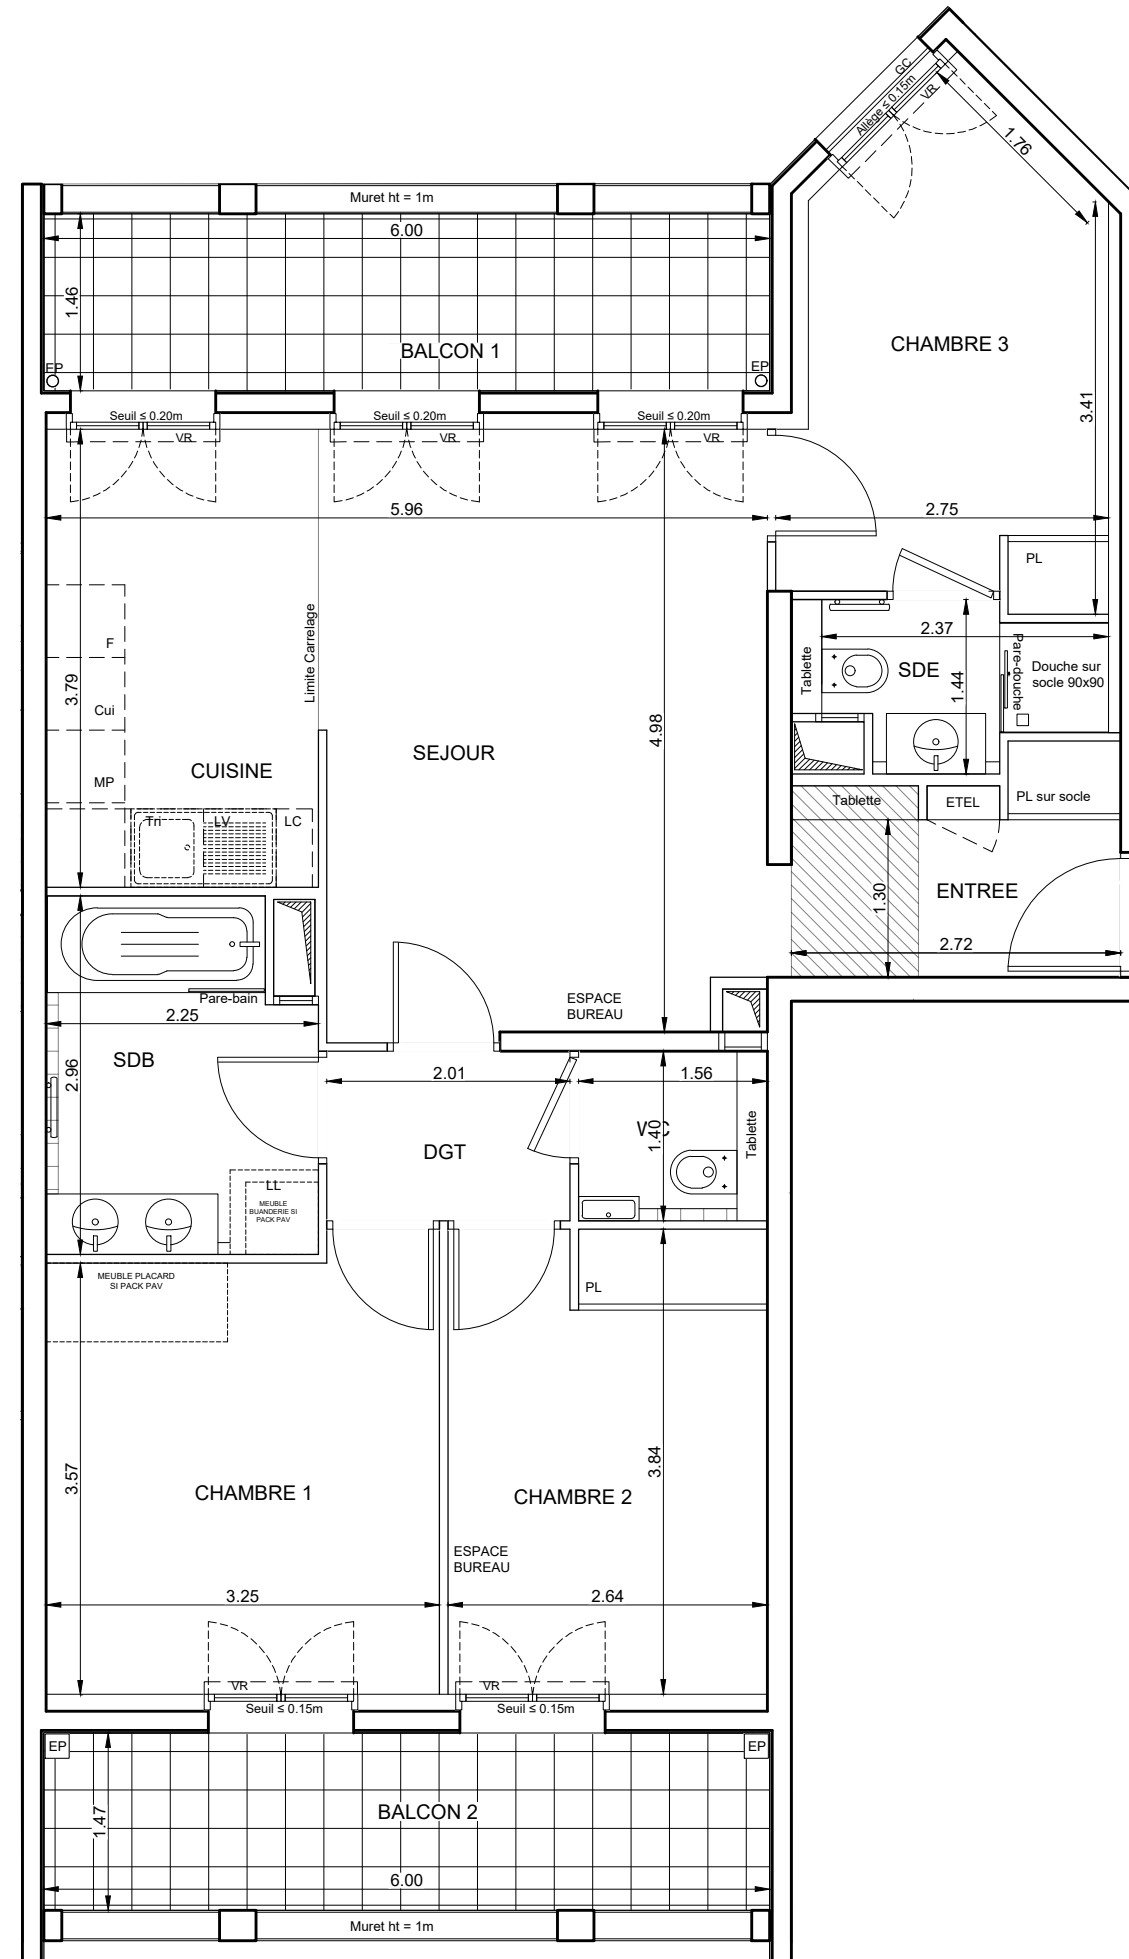 GC
Allège ≤ 0.15m
VR
1.76
Muret ht = 1m
6.00
1.46
BALCON 1
EP
EP
CHAMBRE 3
3.41
Seuil ≤ 0.20m
Seuil ≤ 0.20m
Seuil ≤ 0.20m
VR
VR
VR
5.96
2.75
PL
Limite Carrelage
F
3.79
Cui
MP
CUISINE
SEJOUR
4.98
Tablette
2.37
SDE
1.44
Pare-douche
Douche sur
socle 90x90
Tri
LV
LC
Tablette
ETEL
PL sur socle
1.30
ENTREE
2.72
Pare-bain
2.25
ESPACE
BUREAU
SDB
2.96
2.01
1.56
DGT
WC
1.40
Tablette
LL
MEUBLE
BUANDERIE SI
PACK PAV
MEUBLE PLACARD
SI PACK PAV
PL
3.57
3.84
CHAMBRE 1
CHAMBRE 2
ESPACE
BUREAU
3.25
2.64
VR
VR
Seuil ≤ 0.15m
Seuil ≤ 0.15m
EP
EP
1.47
BALCON 2
6.00
Muret ht = 1m